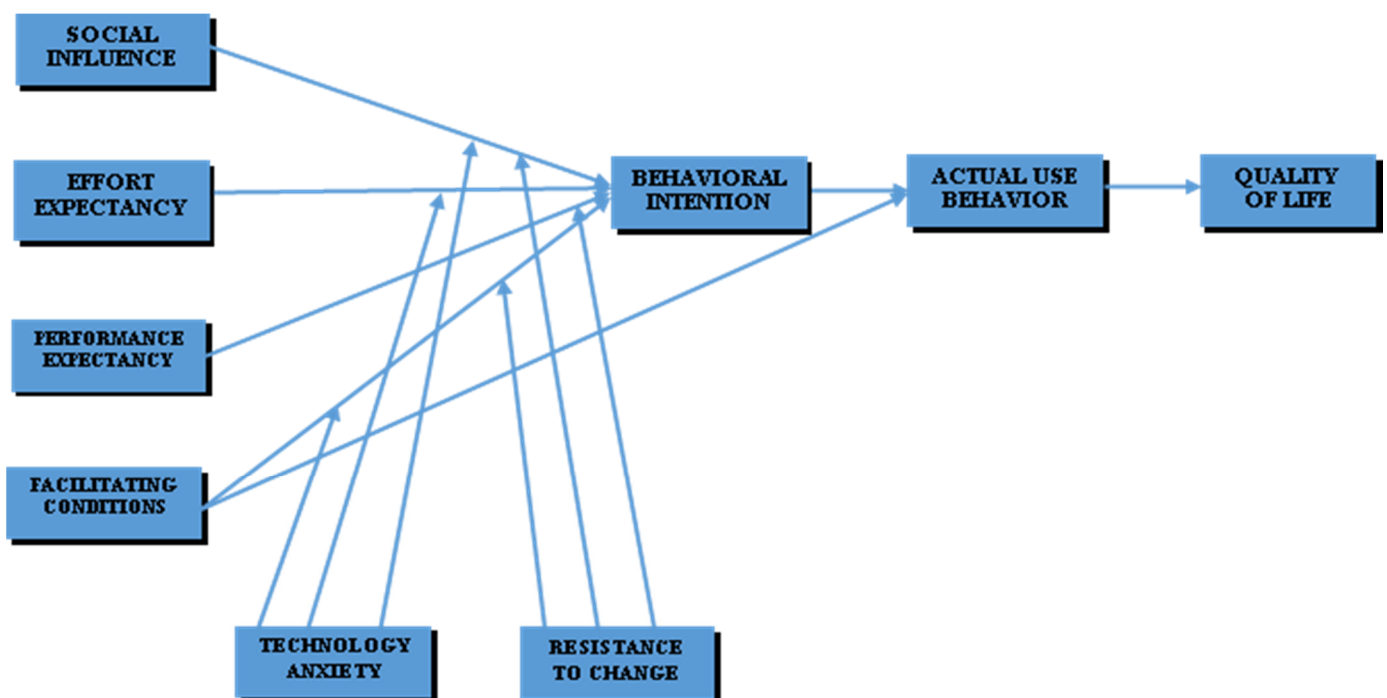 SOCIAL
INFLUENCE
EFFORT
EXPECTANCY
PERFORMANCE
EXPECTANCY
FACILITATING
CONDITIONS
TECHNOLOGY
ANXIETY
RESISTANCE
TO CHANGE
BEHAVIORAL
INTENTION
ACTUAL USE
BEHAVIOR
QUALITY
OF LIFE